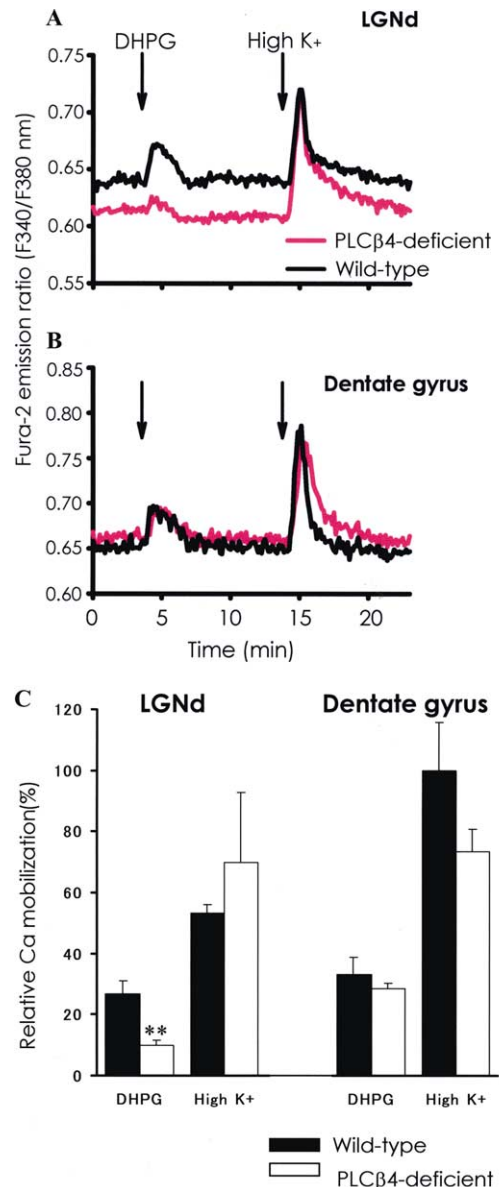 A
LGNd
DHPG
High K+
0.75
0.70
0.65
0.60
0.55
PLCβ4-deficient
Wild-type
Fura-2 emission ratio (F340/F380 nm)
B
Dentate gyrus
0.85
0.80
0.75
0.70
0.65
0.60
0
5
10
15
20
Time (min)
C
LGNd
Dentate gyrus
120
100
80
60
40
20
0
Relative Ca mobilization(%)
**
DHPG
High K+
DHPG
High K+
Wild-type
PLCβ4-deficient